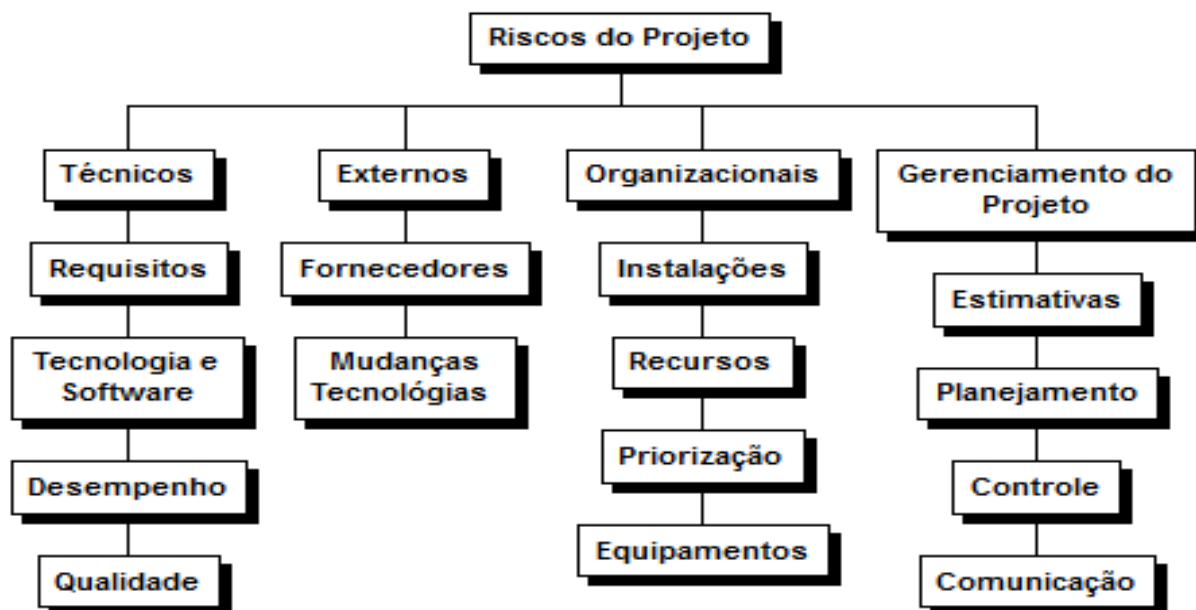 Riscos do Projeto
Técnicos
Requisitos
Tecnologia e
Software
Desempenho
Qualidade
Externos
Fornecedores
Mudanças
Tecnológias
Organizacionais
Instalações
Recursos
Priorização
Equipamentos
Gerenciamento do
Projeto
Estimativas
Planejamento
Controle
Comunicação